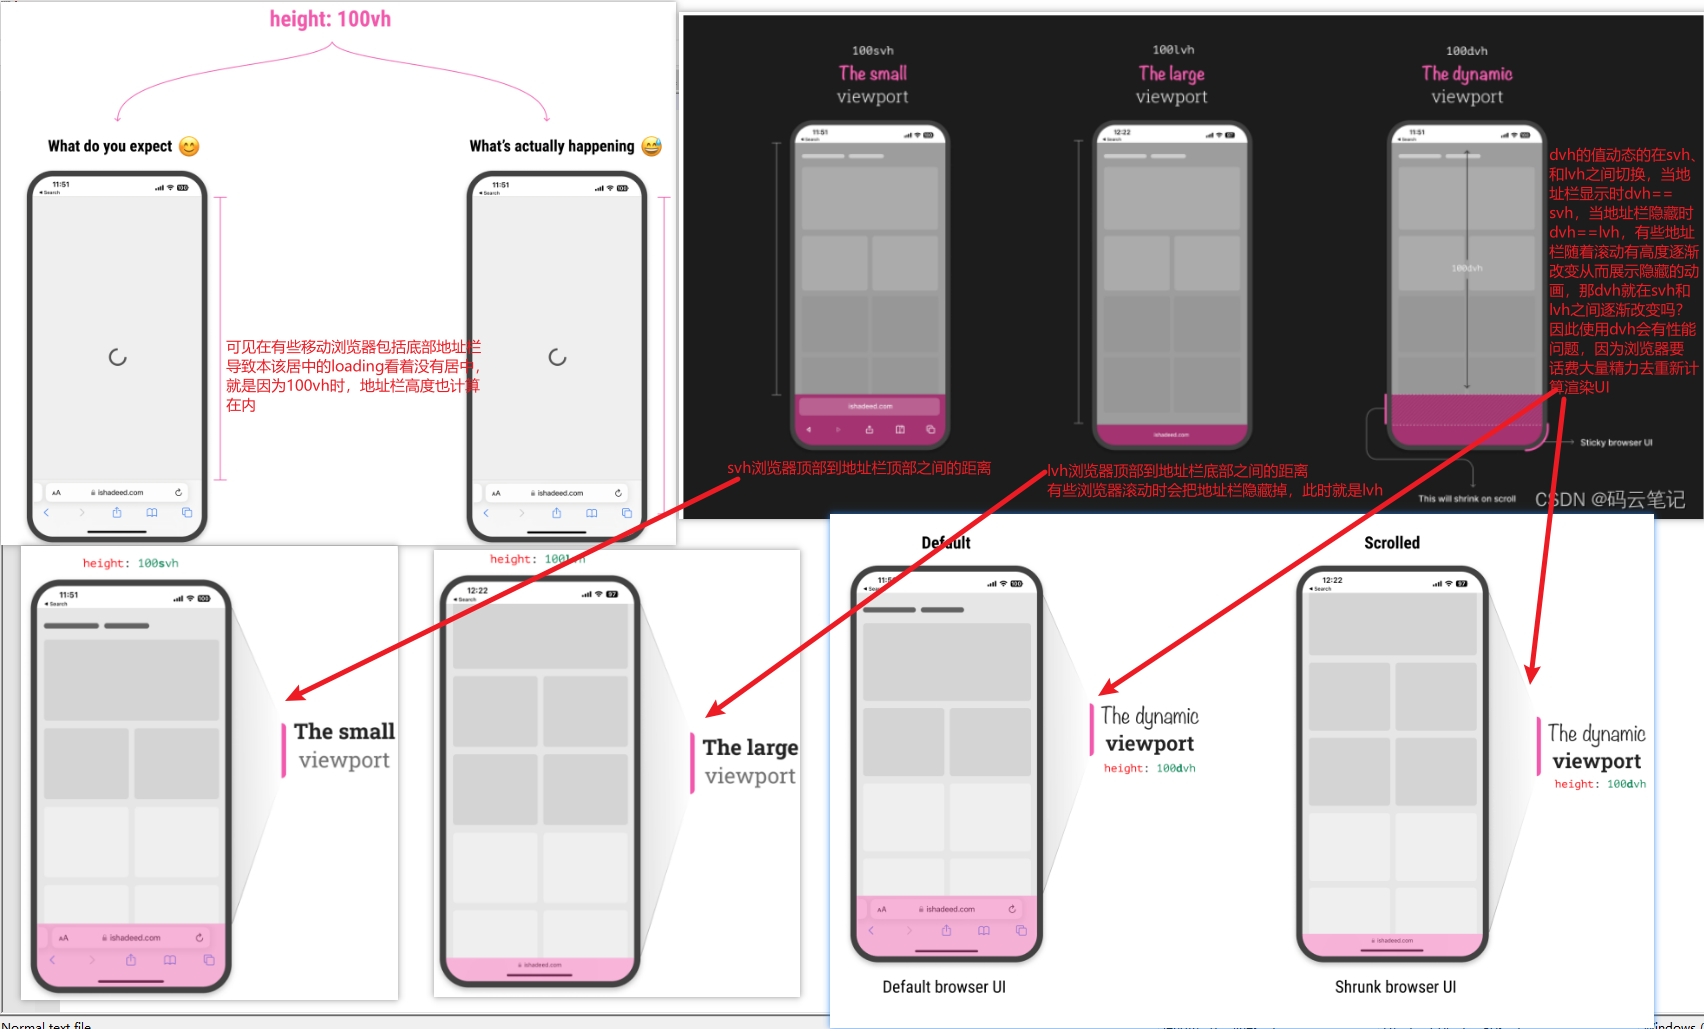 height: 100vh
What do you expect 😊
What's actually happening 😅
11:51
Search
100
11:51
Search
100
可见在有些移动浏览器包括底部地址栏
导致本该居中的loading看着没有居中，
就是因为100vh时，地址栏高度也计算
在内
AA ishadeed.com
AA ishadeed.com
100svh
The small
viewport
100lvh
The large
viewport
100dvh
The dynamic
viewport
11:51
Search
100
12:22
Search
97
11:51
Search
100
100dvh
ishadeed.com
ishadeed.com
Sticky browser UI
This will shrink on scroll
dvh的值动态的在svh、
和lvh之间切换，当地
址栏显示时dvh==
svh，当地址栏隐藏时
dvh==lvh，有些地址
栏随着滚动有高度逐渐
改变从而展示隐藏的动
画，那dvh就在svh和
lvh之间逐渐改变吗？
因此使用dvh会有性能
问题，因为浏览器要
话费大量精力去重新计
算渲染UI
svh浏览器顶部到地址栏顶部之间的距离
lvh浏览器顶部到地址栏底部之间的距离
有些浏览器滚动时会把地址栏隐藏掉，此时就是lvh
CSDN @码云笔记
height: 100svh
11:51
Search
100
The small
viewport
AA ishadeed.com
height: 100lvh
12:22
Search
97
The large
viewport
ishadeed.com
Default
Search
100
The dynamic
viewport
height: 100dvh
AA ishadeed.com
Default browser UI
Scrolled
12:22
Search
97
The dynamic
viewport
height: 100dvh
ishadeed.com
Shrunk browser UI
Normal text file